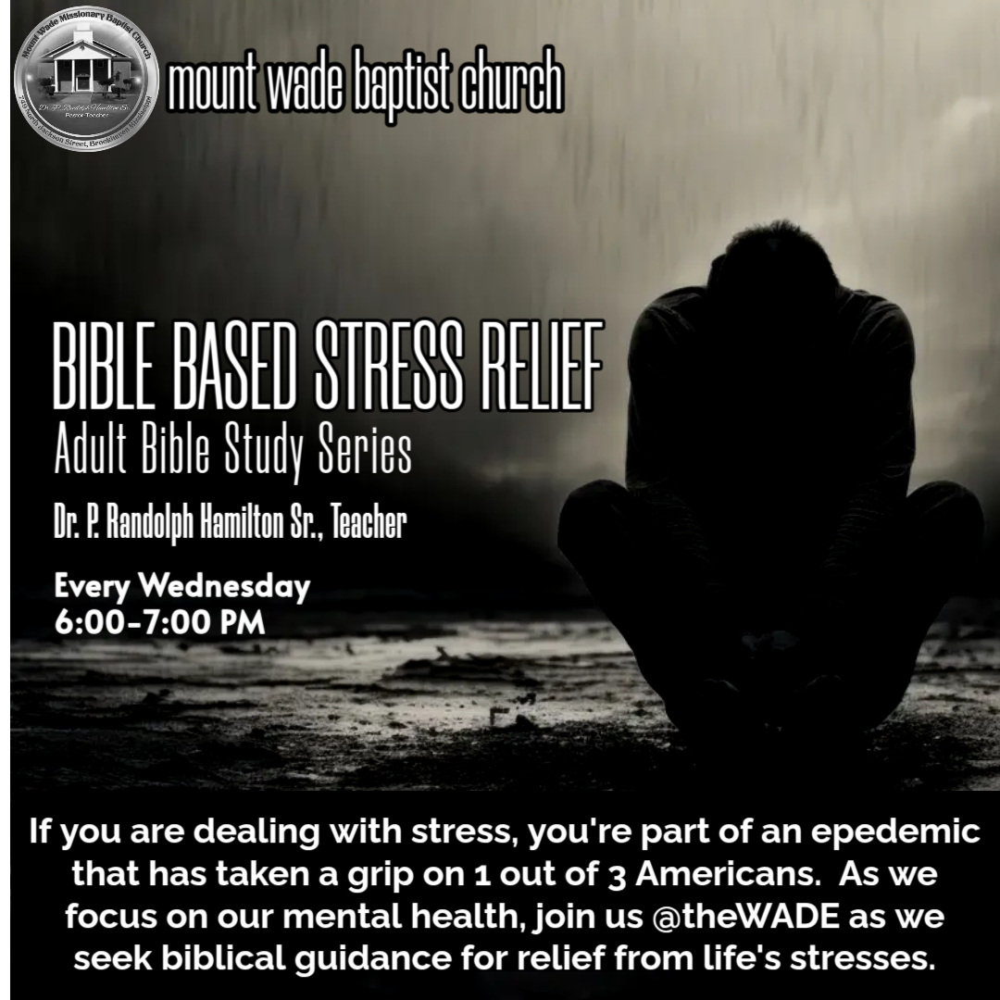 Mount Wade Missionary Baptist Church
Dr. P. Randolph Hamilton Sr.
Pastor-Teacher
North Jackson Street, Brookhaven Mississippi
mount wade baptist church
BIBLE BASED STRESS RELIEF
Adult Bible Study Series
Dr. P. Randolph Hamilton Sr., Teacher
Every Wednesday
6:00-7:00 PM
If you are dealing with stress, you're part of an epedemic
that has taken a grip on 1 out of 3 Americans.  As we
focus on our mental health, join us @theWADE as we
seek biblical guidance for relief from life's stresses.